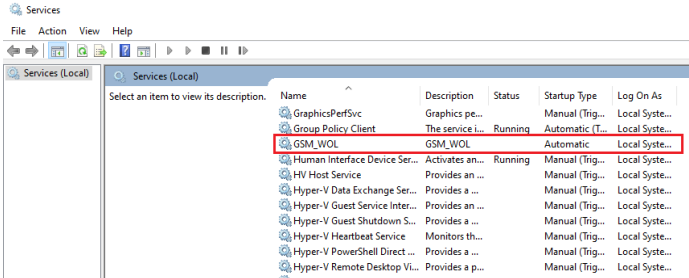 Services
File Action View Help
Services (Local)
Services (Local)
Select an item to view its description.
Name Description Status Startup Type Log On As
GraphicsPerfSvc Graphics pe... Manual (Trig... Local Syste...
Group Policy Client The service i... Running Automatic (T... Local Syste...
GSM_WOL GSM_WOL Automatic Local Syste...
Human Interface Device Ser... Activates an... Running Manual (Trig... Local Syste...
HV Host Service Provides an ... Manual (Trig... Local Syste...
Hyper-V Data Exchange Ser... Provides a ... Manual (Trig... Local Syste...
Hyper-V Guest Service Inter... Provides an ... Manual (Trig... Local Syste...
Hyper-V Guest Shutdown S... Provides a ... Manual (Trig... Local Syste...
Hyper-V Heartbeat Service Monitors th... Manual (Trig... Local Syste...
Hyper-V PowerShell Direct ... Provides a ... Manual (Trig... Local Syste...
Hyper-V Remote Desktop Vi... Provides a p... Manual (Trig... Local Syste...